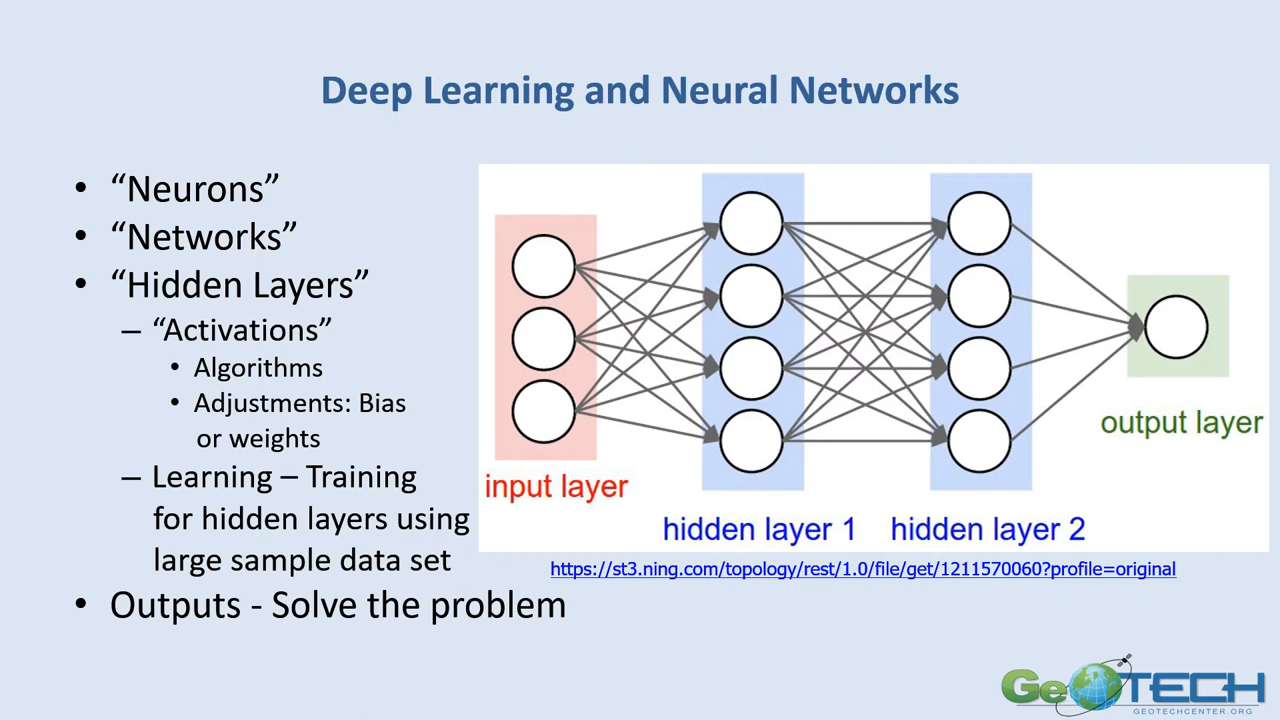 Deep Learning and Neural Networks
• “Neurons”
• “Networks”
• “Hidden Layers”
– “Activations”
• Algorithms
• Adjustments: Bias
or weights
– Learning – Training
for hidden layers using
large sample data set
• Outputs - Solve the problem
input layer
hidden layer 1
hidden layer 2
output layer
https://st3.ning.com/topology/rest/1.0/file/get/1211570060?profile=original
GeoTECH
GEOTECHCENTER.ORG